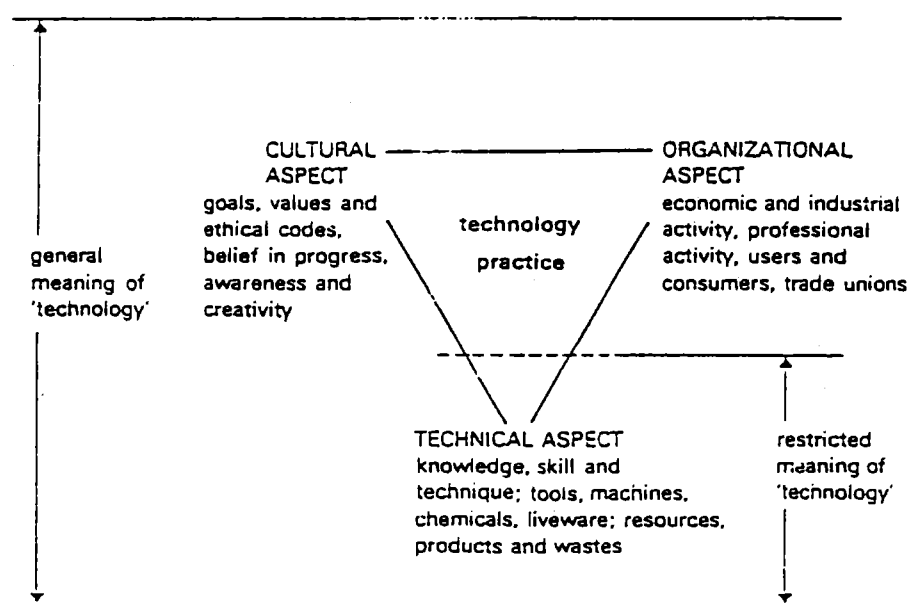 CULTURAL
ASPECT
goals, values and
ethical codes,
belief in progress,
awareness and
creativity
ORGANIZATIONAL
ASPECT
economic and industrial
activity, professional
activity, users and
consumers, trade unions
technology
practice
general
meaning of
'technology'
TECHNICAL ASPECT
knowledge, skill and
technique; tools, machines,
chemicals, liveware; resources,
products and wastes
restricted
meaning of
'technology'